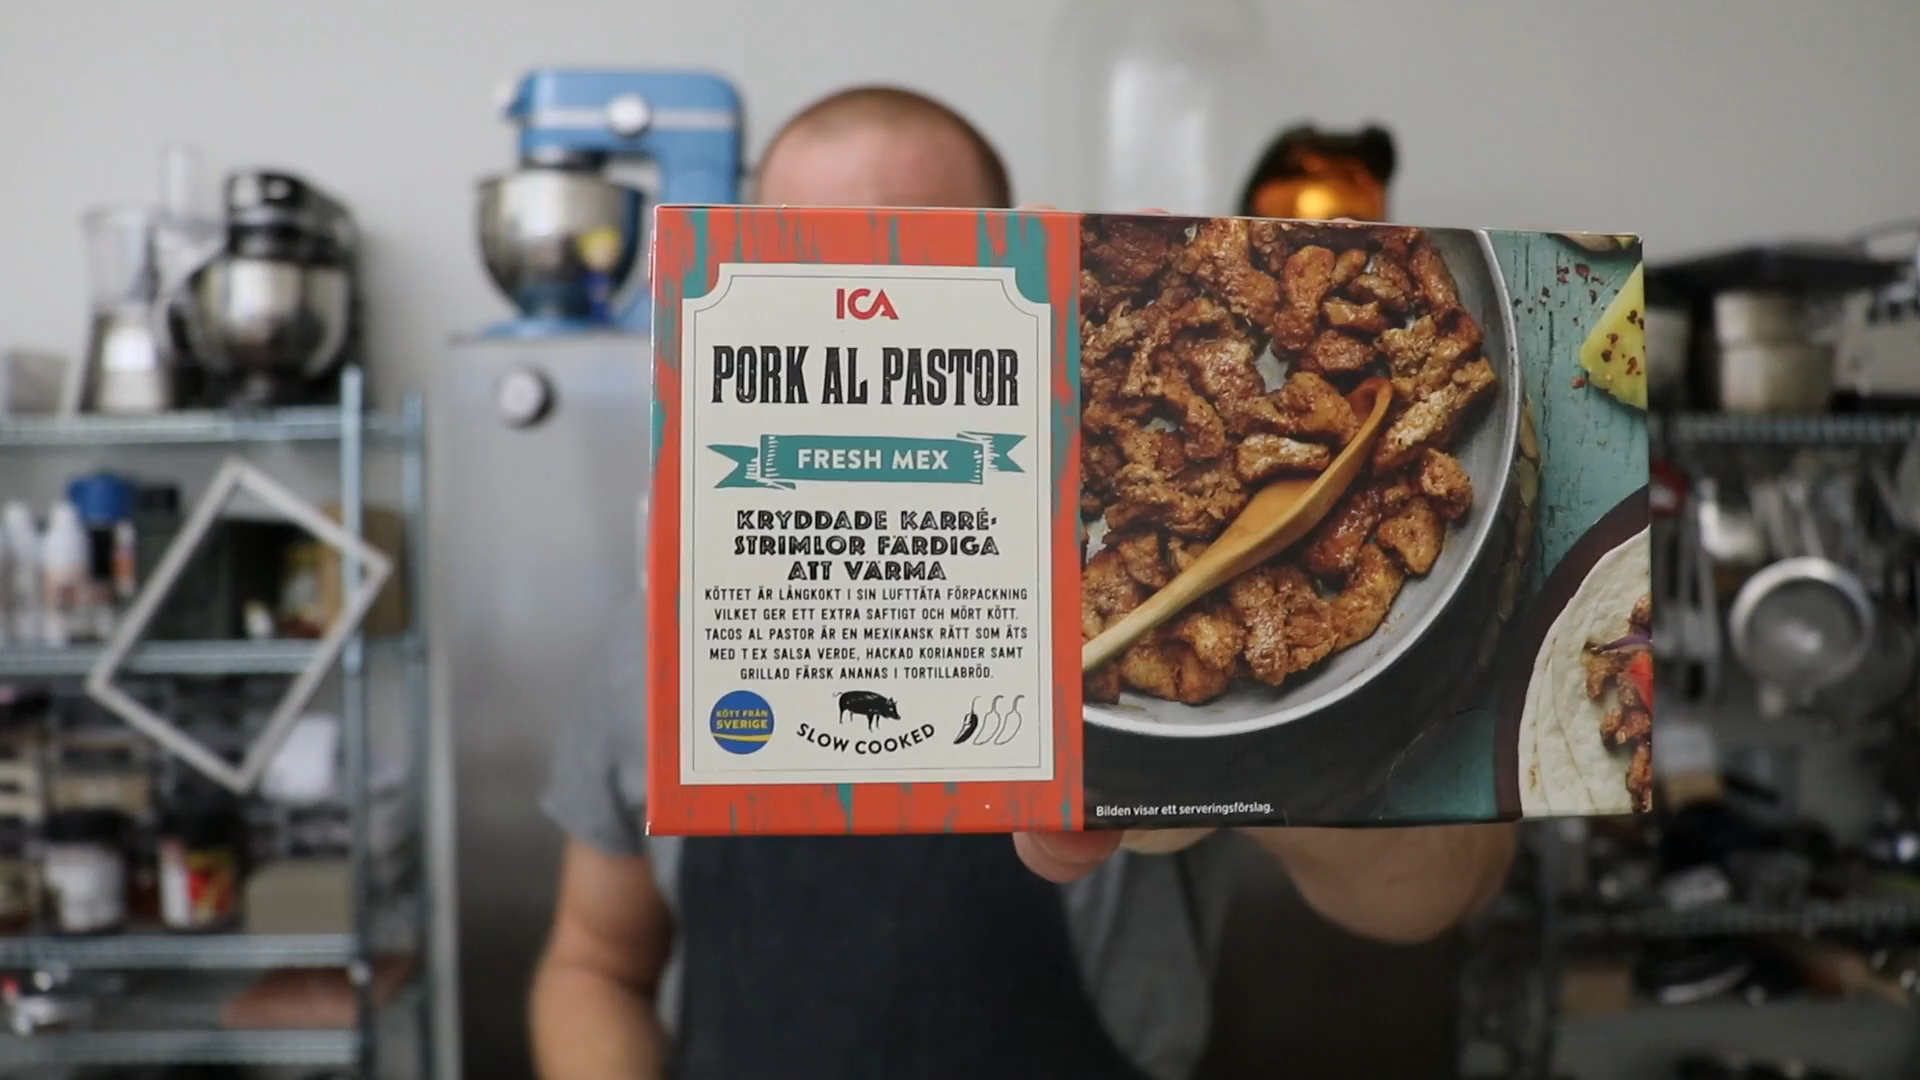 ICA
PORK AL PASTOR
FRESH MEX
KRYDDADE KARRÉ-
STRIMLOR FÄRDIGA
ATT VÄRMA
KÖTTET ÄR LÅNGKOKT I SIN LUFTTÄTA FÖRPACKNING
VILKET GER ETT EXTRA SAFTIGT OCH MÖRT KÖTT.
TACOS AL PASTOR ÄR EN MEXIKANSK RÄTT SOM ÄTS
MED T EX SALSA VERDE, HACKAD KORIANDER SAMT
GRILLAD FÄRSK ANANAS I TORTILLABRÖD.
KÖTT FRÅN
SVERIGE
SLOW COOKED
Bilden visar ett serveringsförslag.